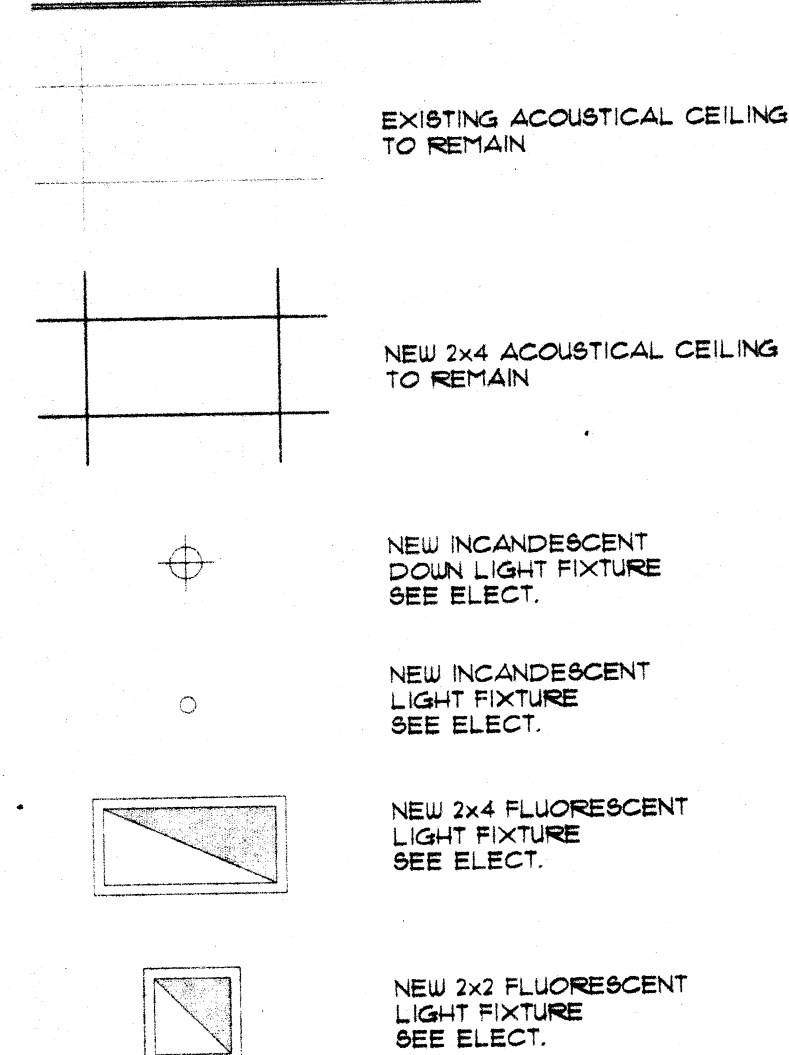 EXISTING ACOUSTICAL CEILING
TO REMAIN
NEW 2x4 ACOUSTICAL CEILING
TO REMAIN
NEW INCANDESCENT
DOWN LIGHT FIXTURE
SEE ELECT.
NEW INCANDESCENT
LIGHT FIXTURE
SEE ELECT.
NEW 2x4 FLUORESCENT
LIGHT FIXTURE
SEE ELECT.
NEW 2x2 FLUORESCENT
LIGHT FIXTURE
SEE ELECT.